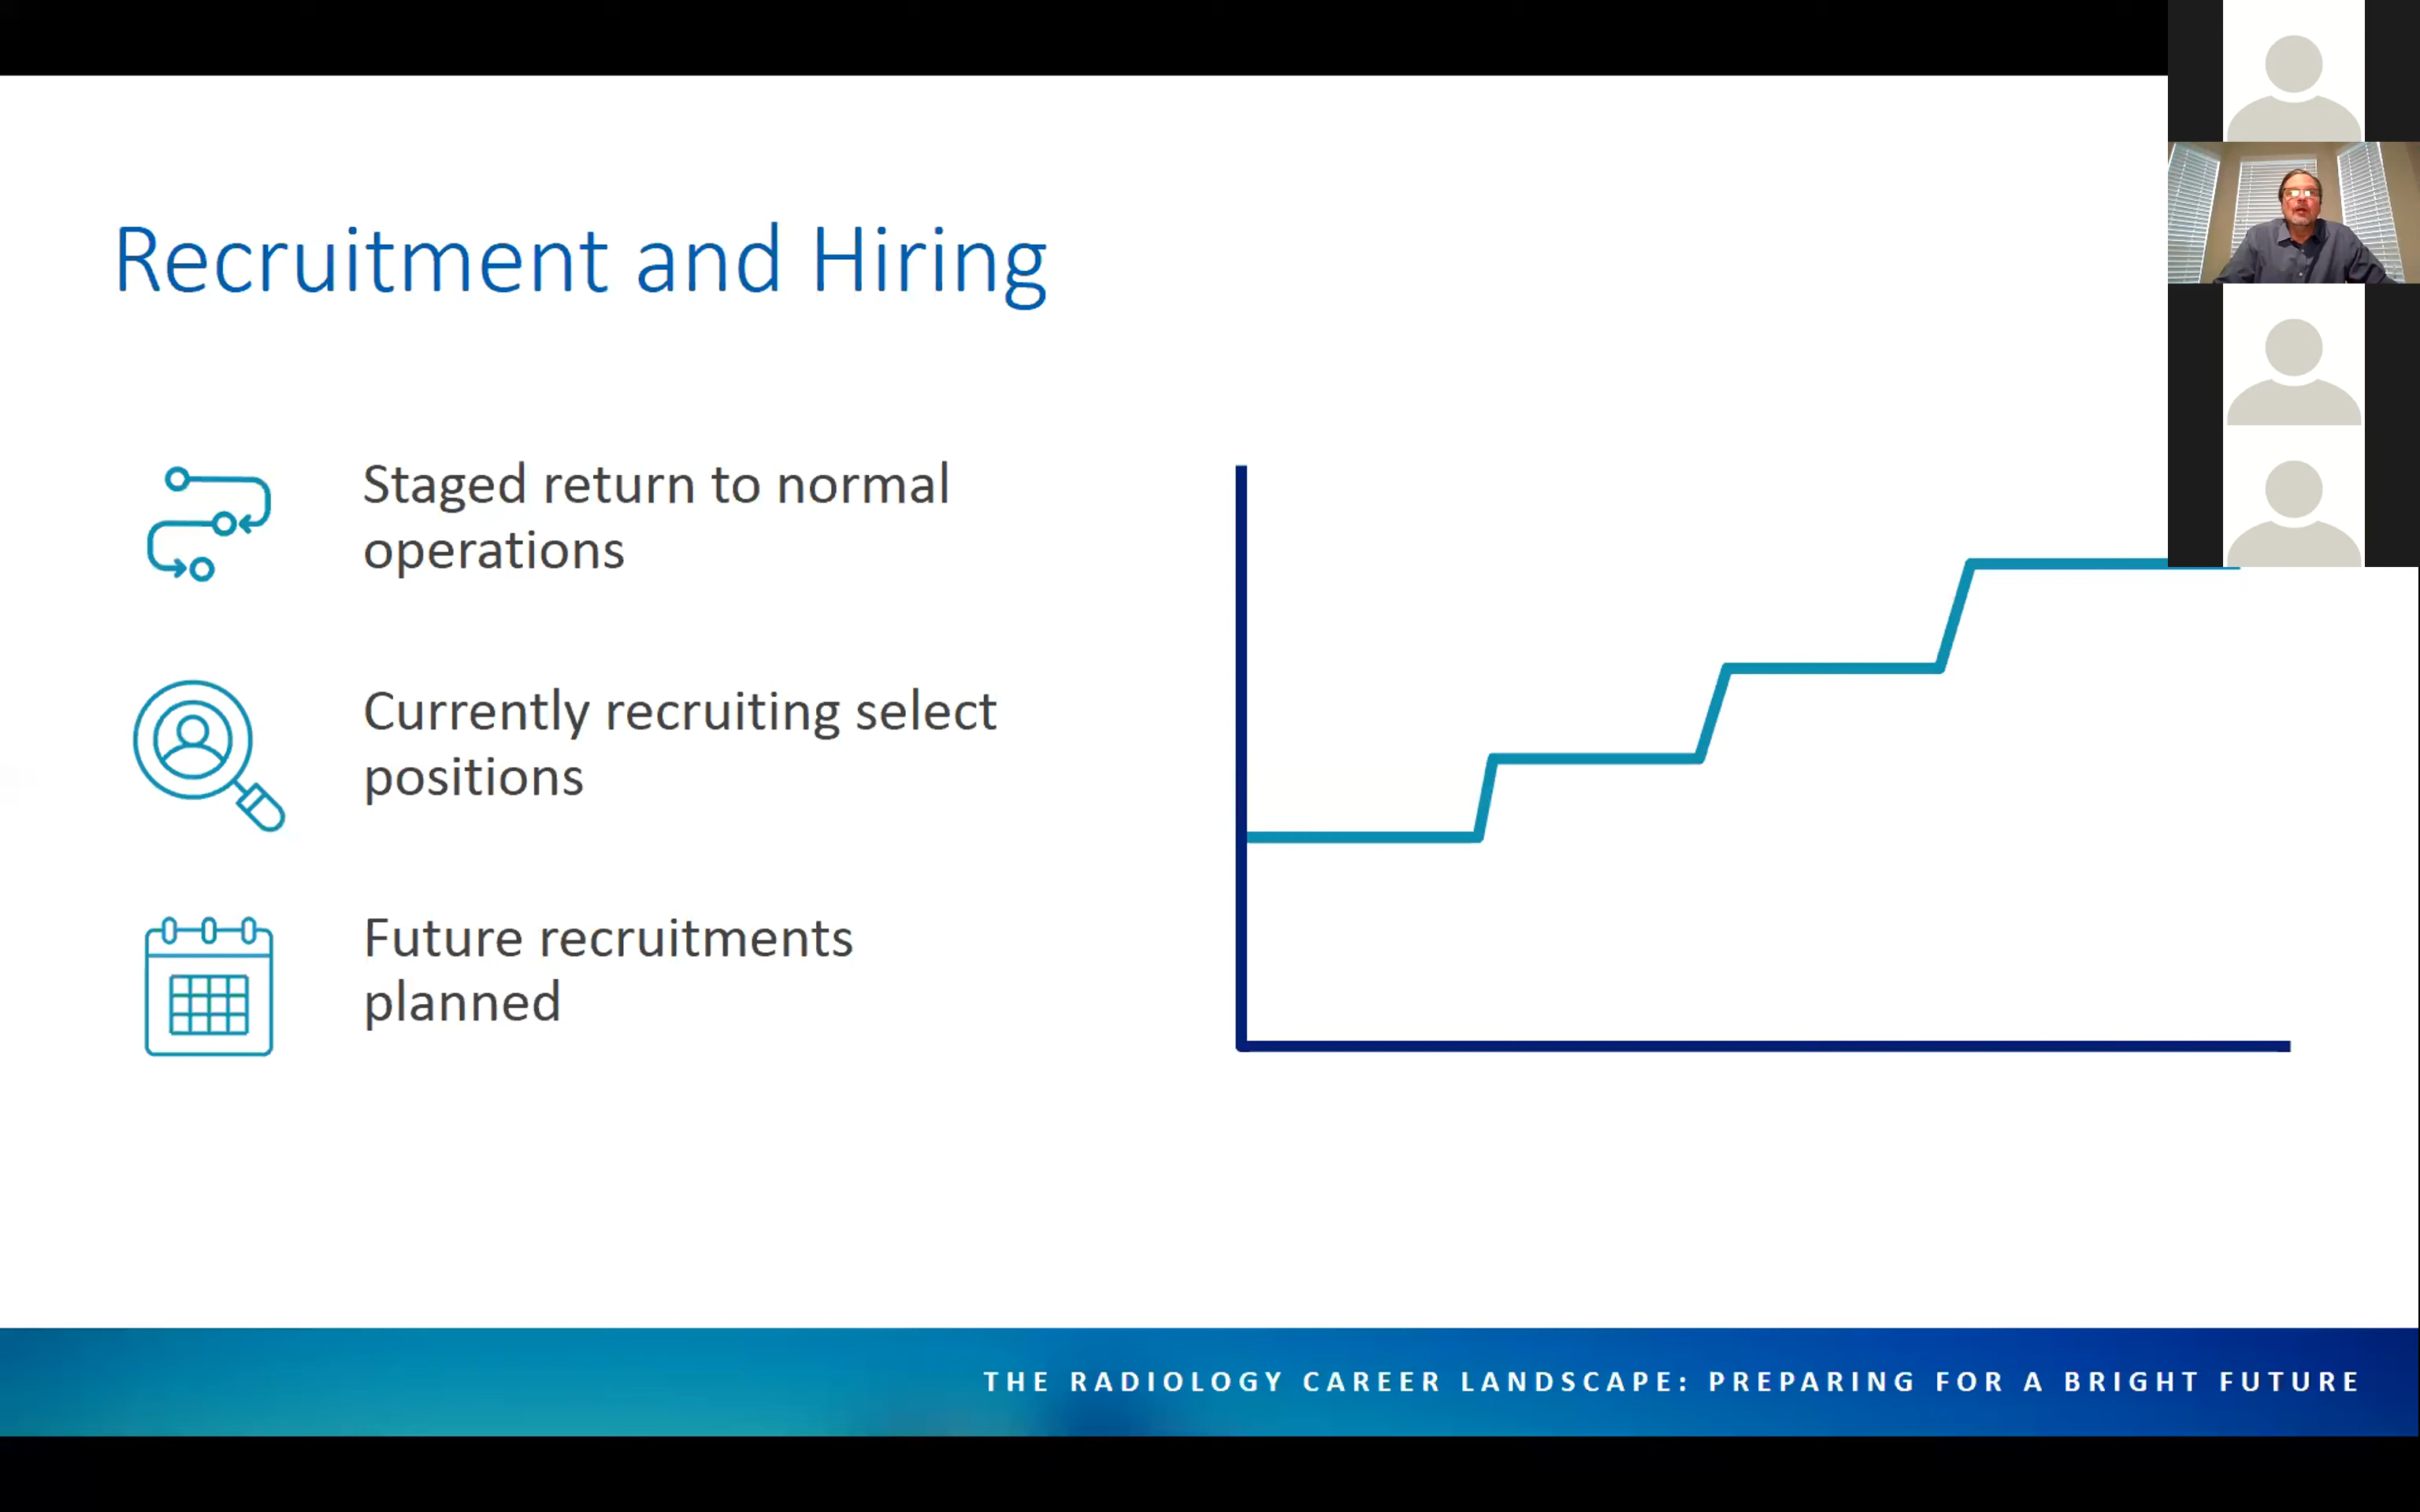 Recruitment and Hiring
Staged return to normal
operations
Currently recruiting select
positions
Future recruitments
planned
THE RADIOLOGY CAREER LANDSCAPE: PREPARING FOR A BRIGHT FUTURE